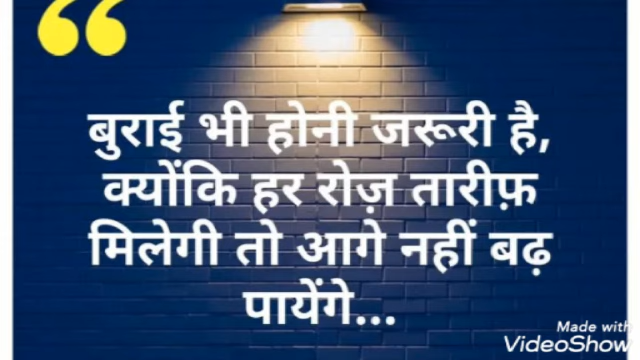 बुराई भी होनी जरूरी है,
क्योंकि हर रोज़ तारीफ़
मिलेगी तो आगे नहीं बढ़
पायेंगे...
Made with
VideoShow